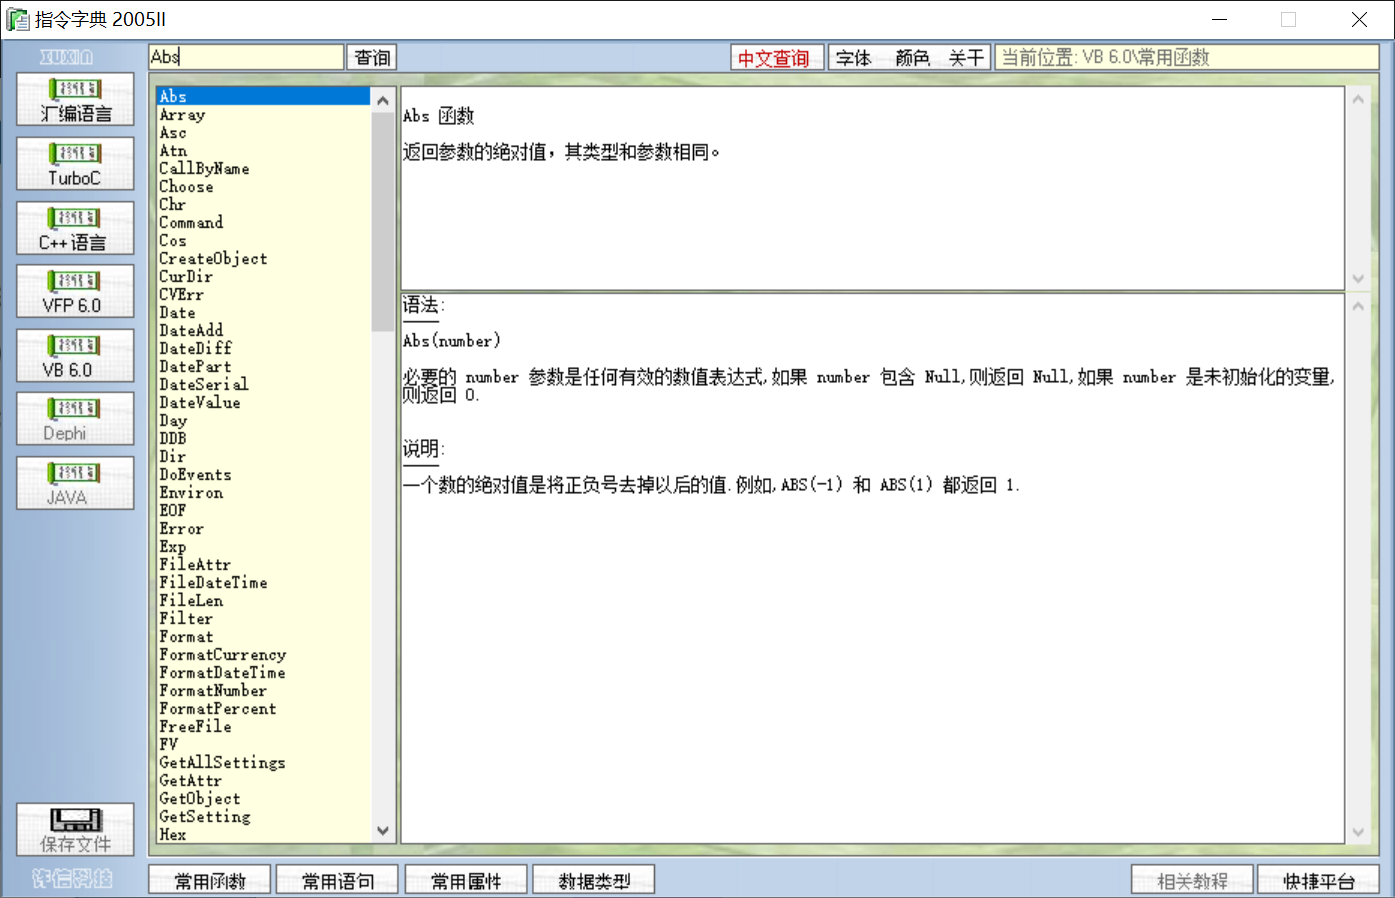 指令字典 2005II
XUXIN
Abs
查询
中文查询
字体
颜色
关于
当前位置: VB 6.0\常用函数
汇编语言
TurboC
C++ 语言
VFP 6.0
VB 6.0
Dephi
JAVA
保存文件
许信科技
Abs
Array
Asc
Atn
CallByName
Choose
Chr
Command
Cos
CreateObject
CurDir
CVErr
Date
DateAdd
DateDiff
DatePart
DateSerial
DateValue
Day
DDB
Dir
DoEvents
Environ
EOF
Error
Exp
FileAttr
FileDateTime
FileLen
Filter
Format
FormatCurrency
FormatDateTime
FormatNumber
FormatPercent
FreeFile
FV
GetAllSettings
GetAttr
GetObject
GetSetting
Hex
Abs 函数
返回参数的绝对值，其类型和参数相同。
语法:
Abs(number)
必要的 number 参数是任何有效的数值表达式,如果 number 包含 Null,则返回 Null,如果 number 是未初始化的变量,
则返回 0.
说明:
一个数的绝对值是将正负号去掉以后的值.例如,ABS(-1) 和 ABS(1) 都返回 1.
常用函数
常用语句
常用属性
数据类型
相关教程
快捷平台